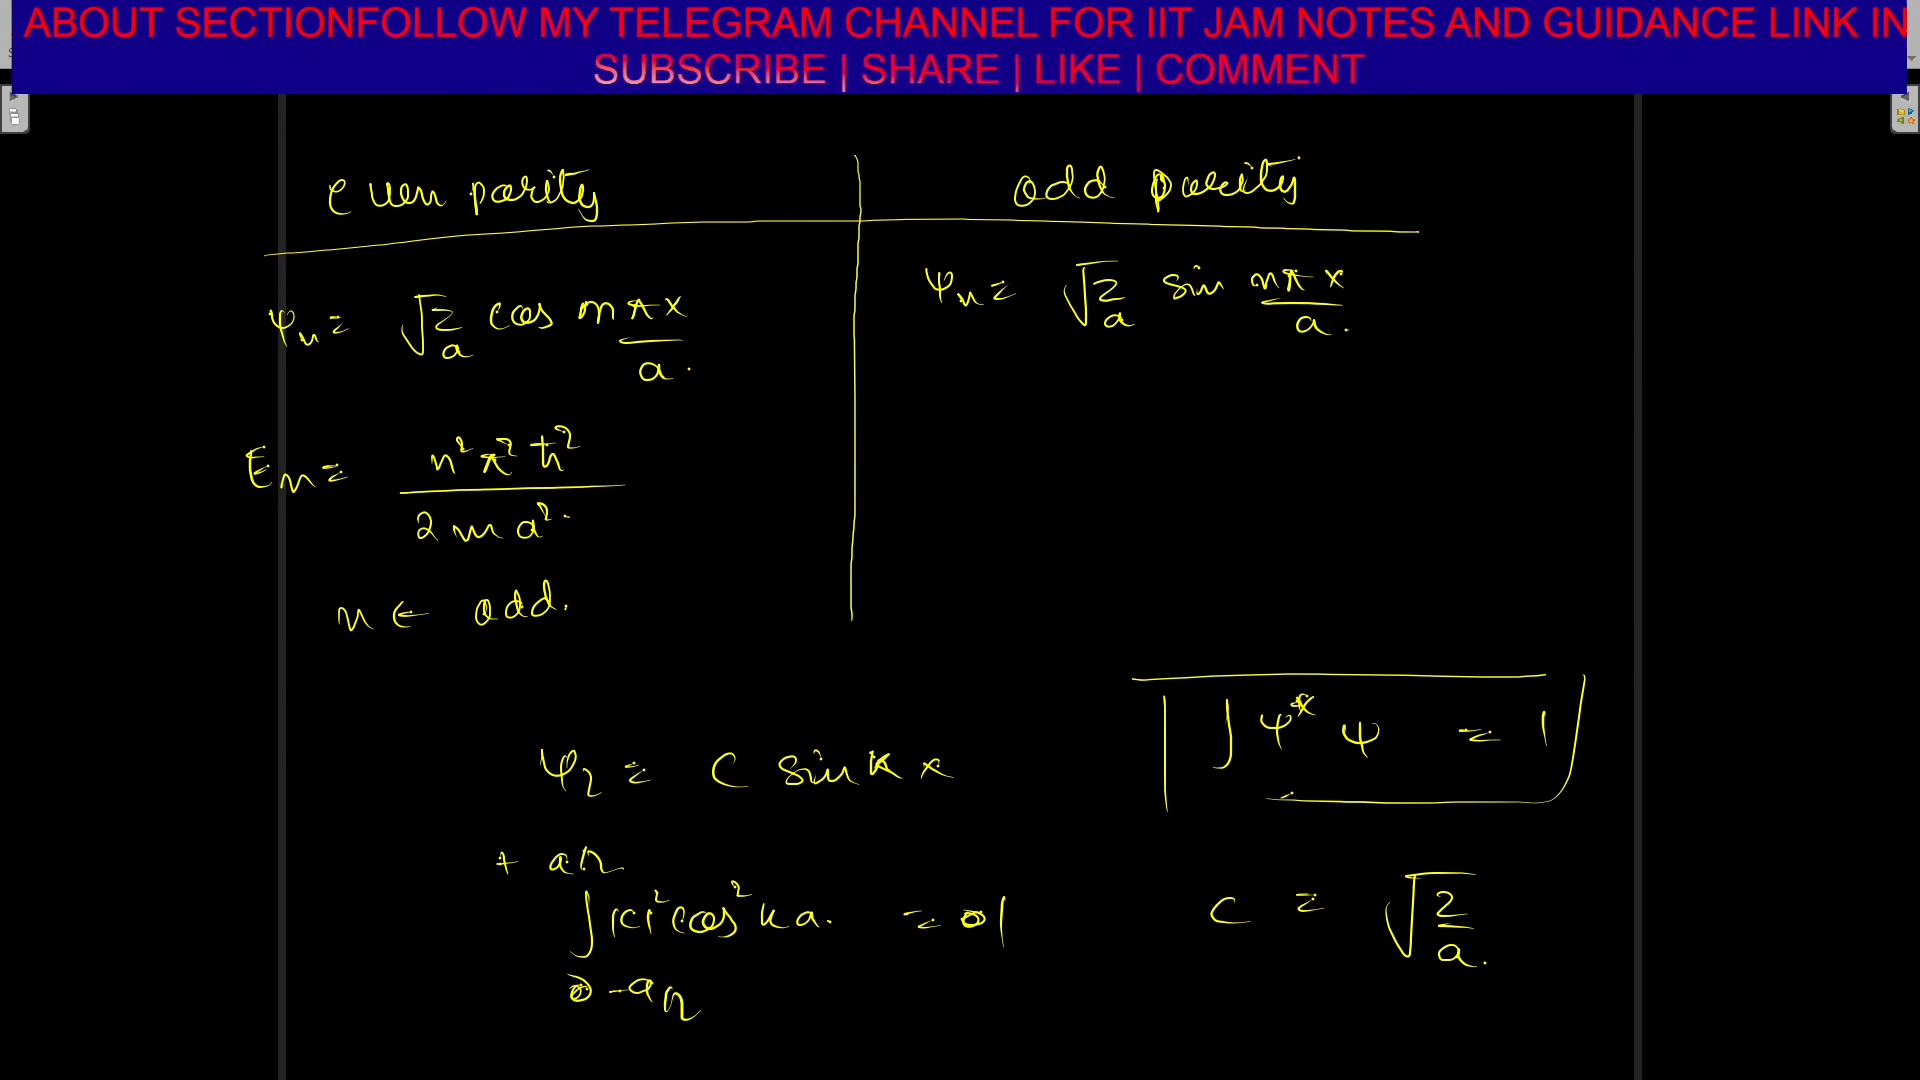 ABOUT SECTIONFOLLOW MY TELEGRAM CHANNEL FOR IIT JAM NOTES AND GUIDANCE LINK IN
SUBSCRIBE | SHARE | LIKE | COMMENT
even parity
odd parity
ψn = √2/a cos nπx/a.
ψn = √2/a sin nπx/a.
En = n²π²ħ²/2ma².
n ← odd.
∫ψ* ψ = 1
ψ2 = C sin k x
+ a/2
∫|c|² cos² ka. = 1
-a/2
C = √2/a.